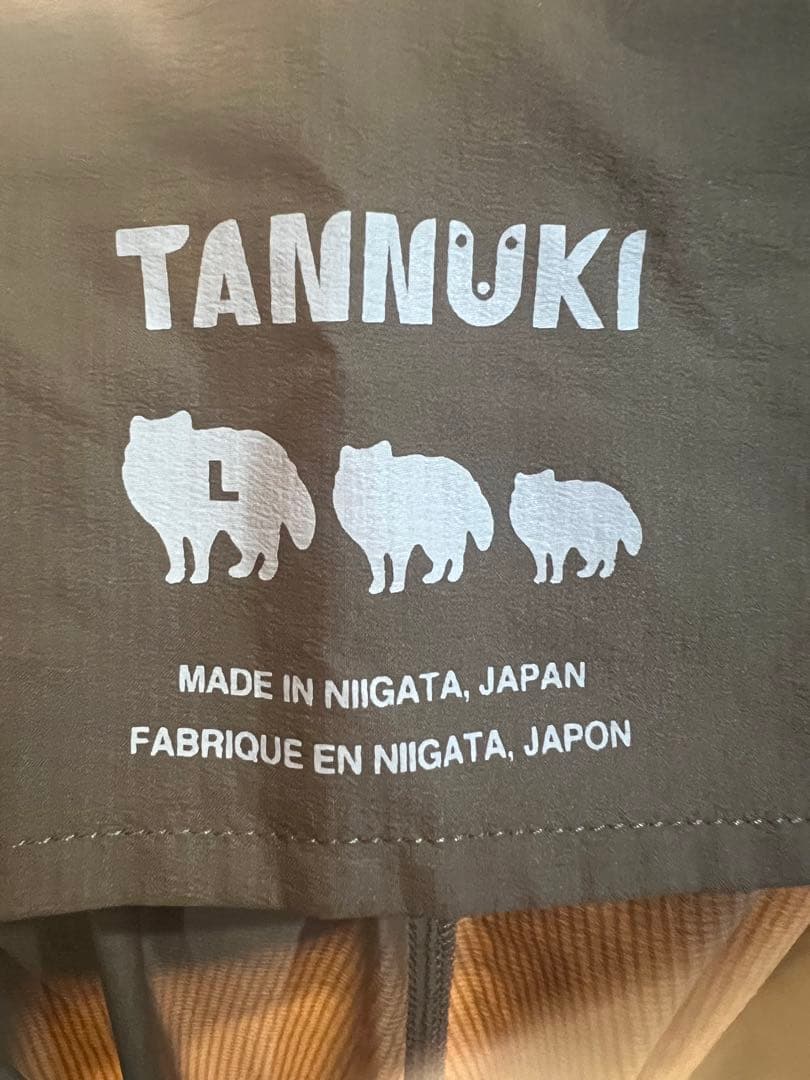 TANNUKI
L
MADE IN NIIGATA, JAPAN
FABRIQUE EN NIIGATA, JAPON